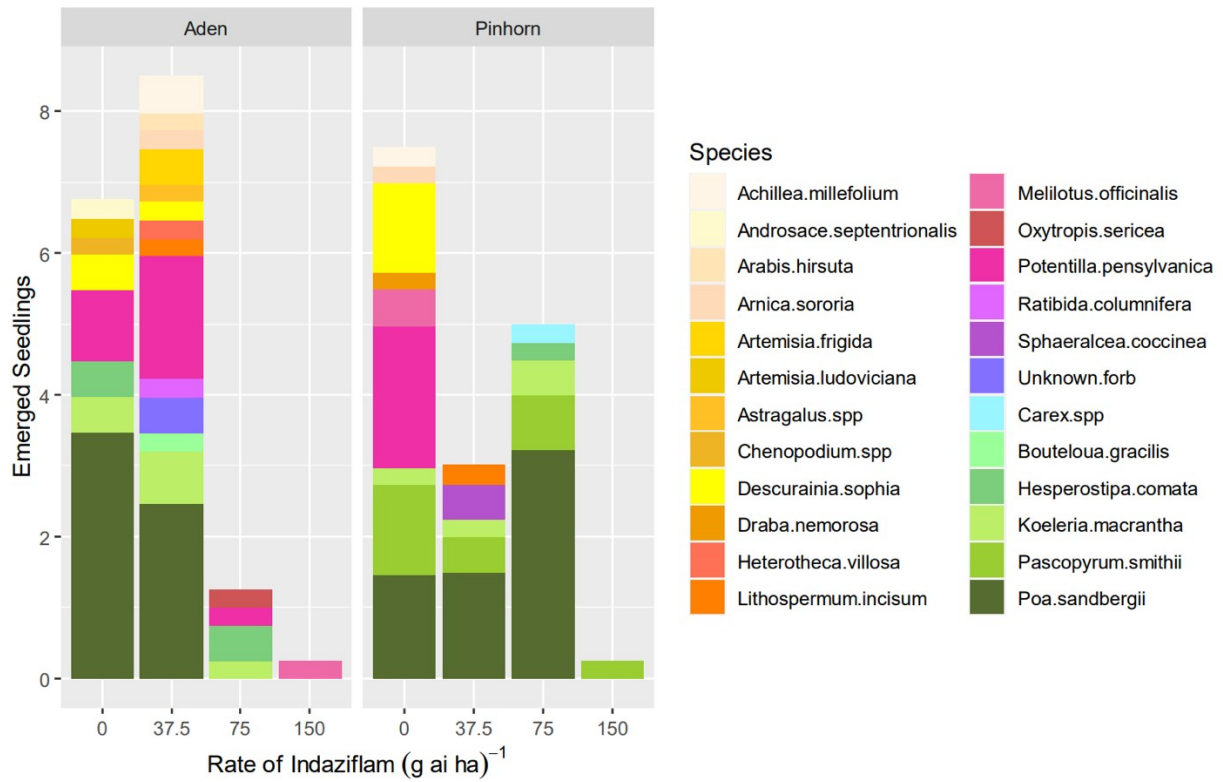 Aden
Pinhorn
8
6
4
2
0
Emerged Seedlings
0 37.5 75 150
0 37.5 75 150
Rate of Indaziflam (g ai ha)⁻¹
Species
Achillea.millefolium
Androsace.septentrionalis
Arabis.hirsuta
Arnica.sororia
Artemisia.frigida
Artemisia.ludoviciana
Astragalus.spp
Chenopodium.spp
Descurainia.sophia
Draba.nemorosa
Heterotheca.villosa
Lithospermum.incisum
Melilotus.officinalis
Oxytropis.sericea
Potentilla.pensylvanica
Ratibida.columnifera
Sphaeralcea.coccinea
Unknown.forb
Carex.spp
Bouteloua.gracilis
Hesperostipa.comata
Koeleria.macrantha
Pascopyrum.smithii
Poa.sandbergii